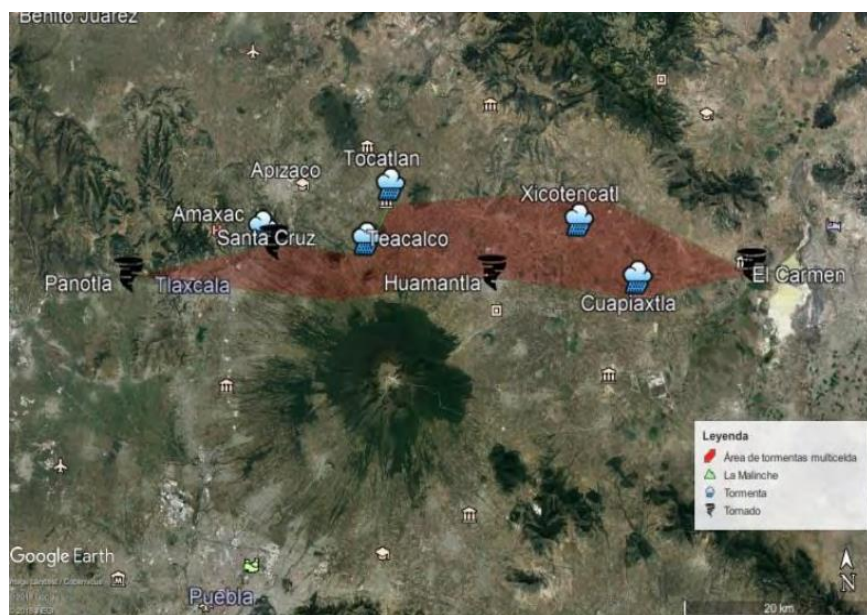 Benito Juárez
Apizaco
Tocatlan
Xicotencatl
Amaxac
Santa Cruz
Teacalco
Panotla
Tlaxcala
Huamantla
El Carmen
Cuapiaxtla
Leyenda
Área de tormentas multicelda
La Malinche
Tormenta
Tornado
Google Earth
Puebla
20 km
N